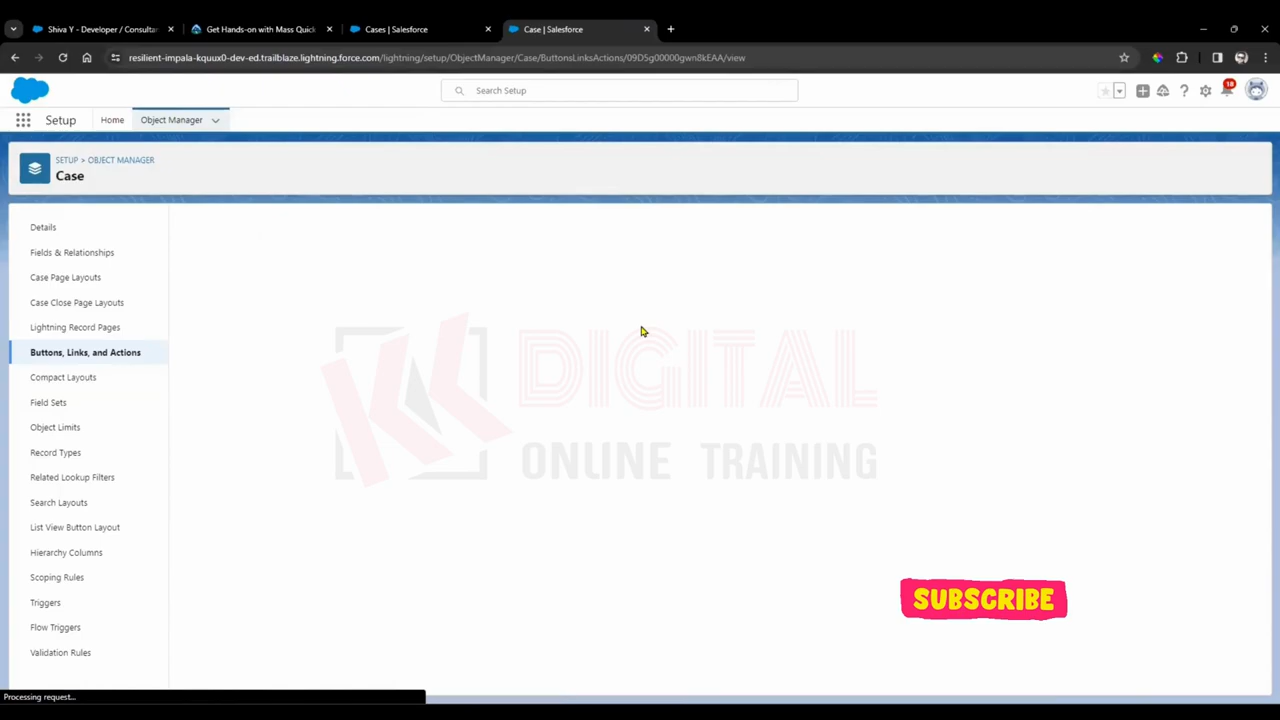 Shiva Y - Developer / Consulta
Get Hands-on with Mass Quick
Cases | Salesforce
Case | Salesforce
resilient-impala-kquux0-dev-ed.trailblaze.lightning.force.com/lightning/setup/ObjectManager/Case/ButtonsLinksActions/09D5g00000gwn8kEAA/view
Search Setup
18
Setup
Home
Object Manager
SETUP > OBJECT MANAGER
Case
Details
Fields & Relationships
Case Page Layouts
Case Close Page Layouts
Lightning Record Pages
Buttons, Links, and Actions
Compact Layouts
Field Sets
Object Limits
Record Types
Related Lookup Filters
Search Layouts
List View Button Layout
Hierarchy Columns
Scoping Rules
Triggers
Flow Triggers
Validation Rules
KK DIGITAL
ONLINE TRAINING
SUBSCRIBE
Processing request...